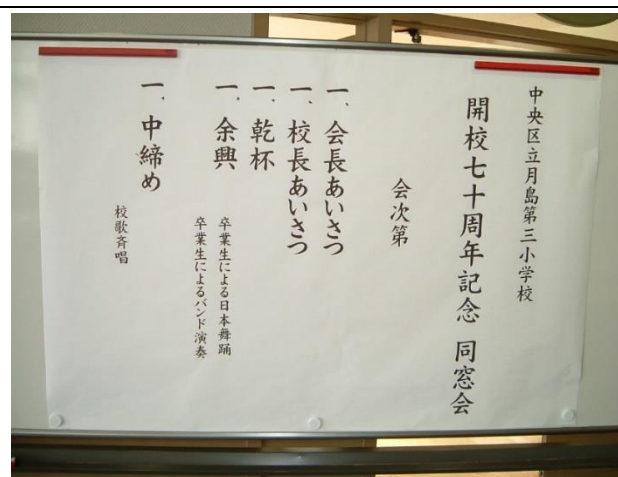 中央区立月島第三小学校
開校七十周年記念 同窓会
会次第
一、会長あいさつ
一、校長あいさつ
一、乾杯
一、余興
卒業生による日本舞踊
卒業生によるバンド演奏
一、中締め
校歌斉唱